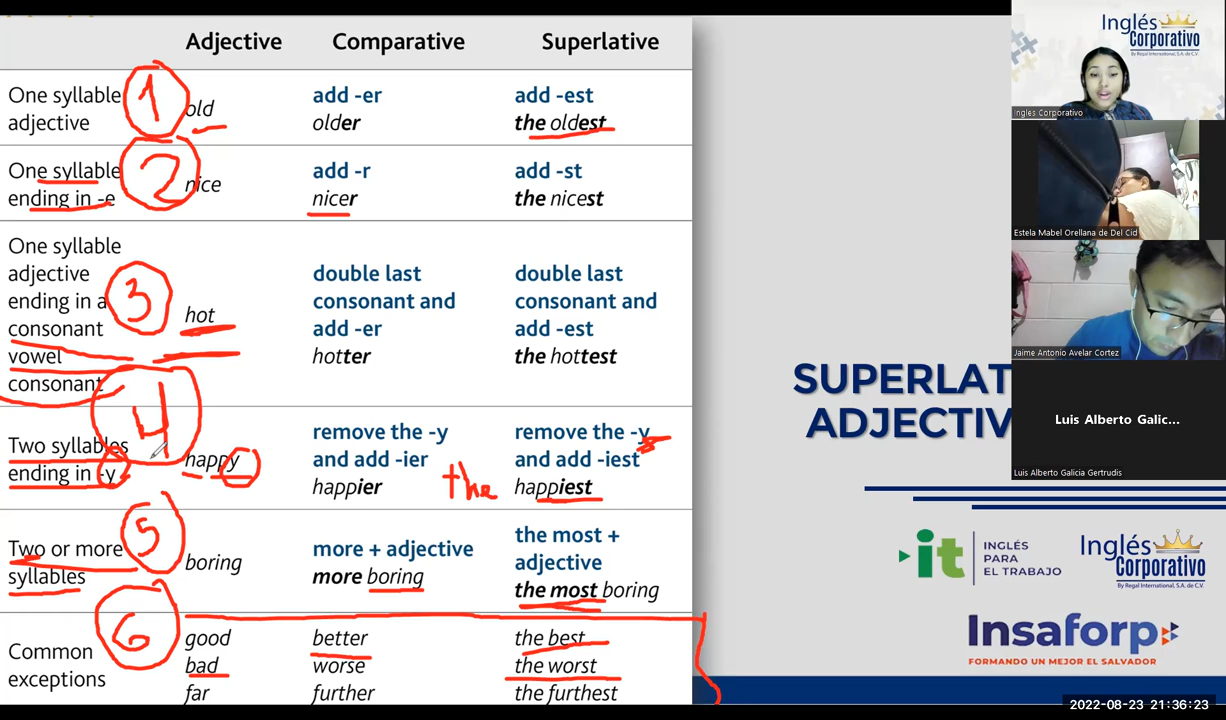 Adjective Comparative Superlative
One syllable
adjective
1
old
add -er
older
add -est
the oldest
One syllable
ending in -e
2
nice
add -r
nicer
add -st
the nicest
One syllable
adjective
ending in a
consonant
vowel
consonant
3
hot
double last
consonant and
add -er
hotter
double last
consonant and
add -est
the hottest
Two syllables
ending in -y
4
happy
remove the -y
and add -ier
happier
the
remove the -y
and add -iest
happiest
Two or more
syllables
5
boring
more + adjective
more boring
the most +
adjective
the most boring
Common
exceptions
6
good better the best
bad worse the worst
far further the furthest
SUPERLAT
ADJECTIV
it
INGLÉS
PARA
EL TRABAJO
Inglés
Corporativo
By Regal International, S.A. de C.V.
Insaforp
FORMANDO UN MEJOR EL SALVADOR
Inglés
Corporativo
By Regal International, S.A. de C.V.
Ingles Corporativo
Estela Mabel Orellana de Del Cid
Jaime Antonio Avelar Cortez
Luis Alberto Galic...
Luis Alberto Galicia Gertrudis
2022-08-23 21:36:23